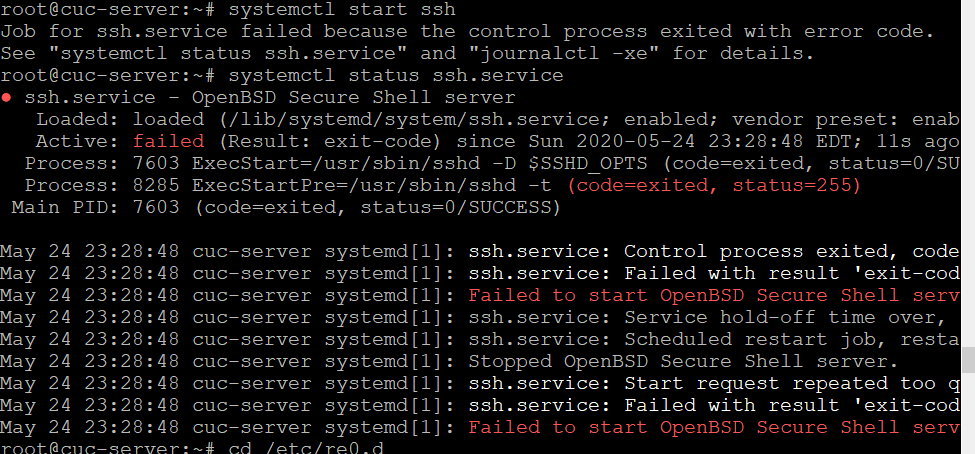 root@cuc-server:~# systemctl start ssh
Job for ssh.service failed because the control process exited with error code.
See "systemctl status ssh.service" and "journalctl -xe" for details.
root@cuc-server:~# systemctl status ssh.service
● ssh.service - OpenBSD Secure Shell server
   Loaded: loaded (/lib/systemd/system/ssh.service; enabled; vendor preset: enab
   Active: failed (Result: exit-code) since Sun 2020-05-24 23:28:48 EDT; 11s ago
  Process: 7603 ExecStart=/usr/sbin/sshd -D $SSHD_OPTS (code=exited, status=0/SU
  Process: 8285 ExecStartPre=/usr/sbin/sshd -t (code=exited, status=255)
 Main PID: 7603 (code=exited, status=0/SUCCESS)

May 24 23:28:48 cuc-server systemd[1]: ssh.service: Control process exited, code
May 24 23:28:48 cuc-server systemd[1]: ssh.service: Failed with result 'exit-cod
May 24 23:28:48 cuc-server systemd[1]: Failed to start OpenBSD Secure Shell serv
May 24 23:28:48 cuc-server systemd[1]: ssh.service: Service hold-off time over,
May 24 23:28:48 cuc-server systemd[1]: ssh.service: Scheduled restart job, resta
May 24 23:28:48 cuc-server systemd[1]: Stopped OpenBSD Secure Shell server.
May 24 23:28:48 cuc-server systemd[1]: ssh.service: Start request repeated too q
May 24 23:28:48 cuc-server systemd[1]: ssh.service: Failed with result 'exit-cod
May 24 23:28:48 cuc-server systemd[1]: Failed to start OpenBSD Secure Shell serv
root@cuc-server:~# cd /etc/re0.d